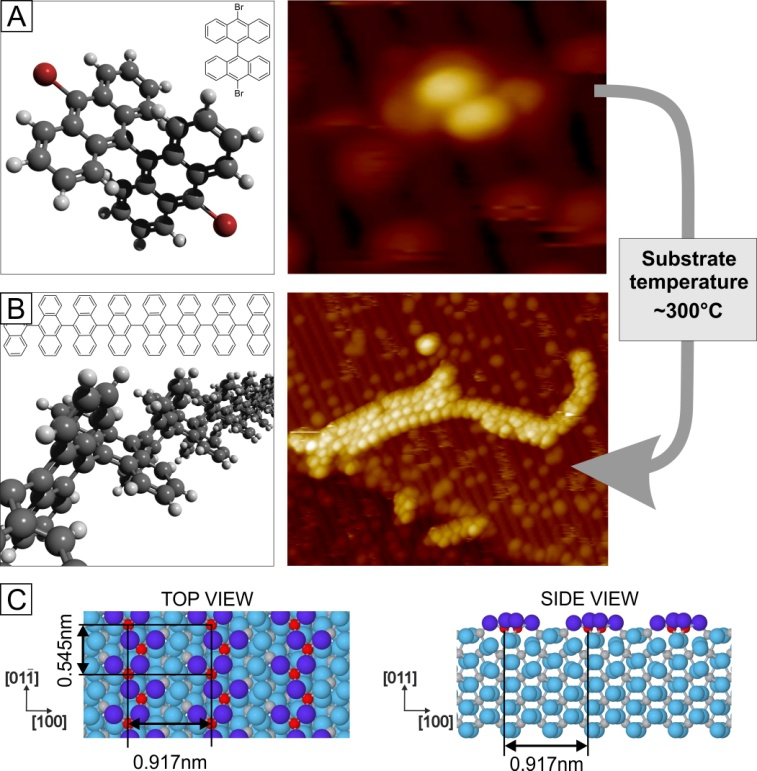 A
Br
Br
Substrate
temperature
~300°C
B
C
TOP VIEW
SIDE VIEW
0.545nm
[011̄]
[100]
0.917nm
[011]
[100]
0.917nm